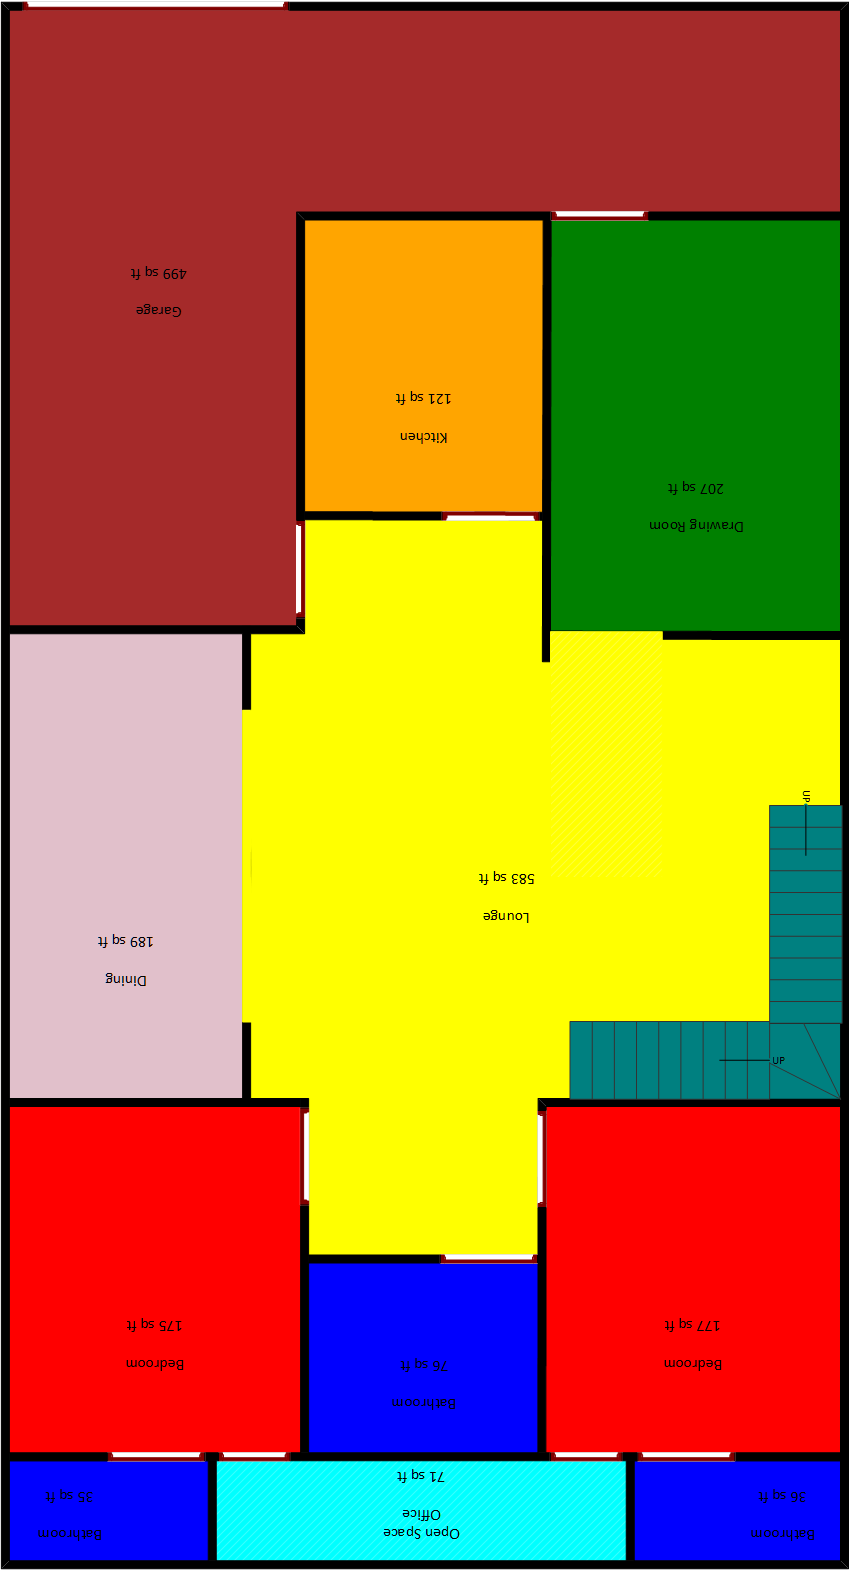 Bathroom
36 sq ft
Open Space
Office
71 sq ft
Bathroom
35 sq ft
Bathroom
76 sq ft
Bedroom
177 sq ft
Bedroom
175 sq ft
UP
Dining
189 sq ft
Lounge
583 sq ft
UP
Drawing Room
207 sq ft
Kitchen
121 sq ft
Garage
499 sq ft